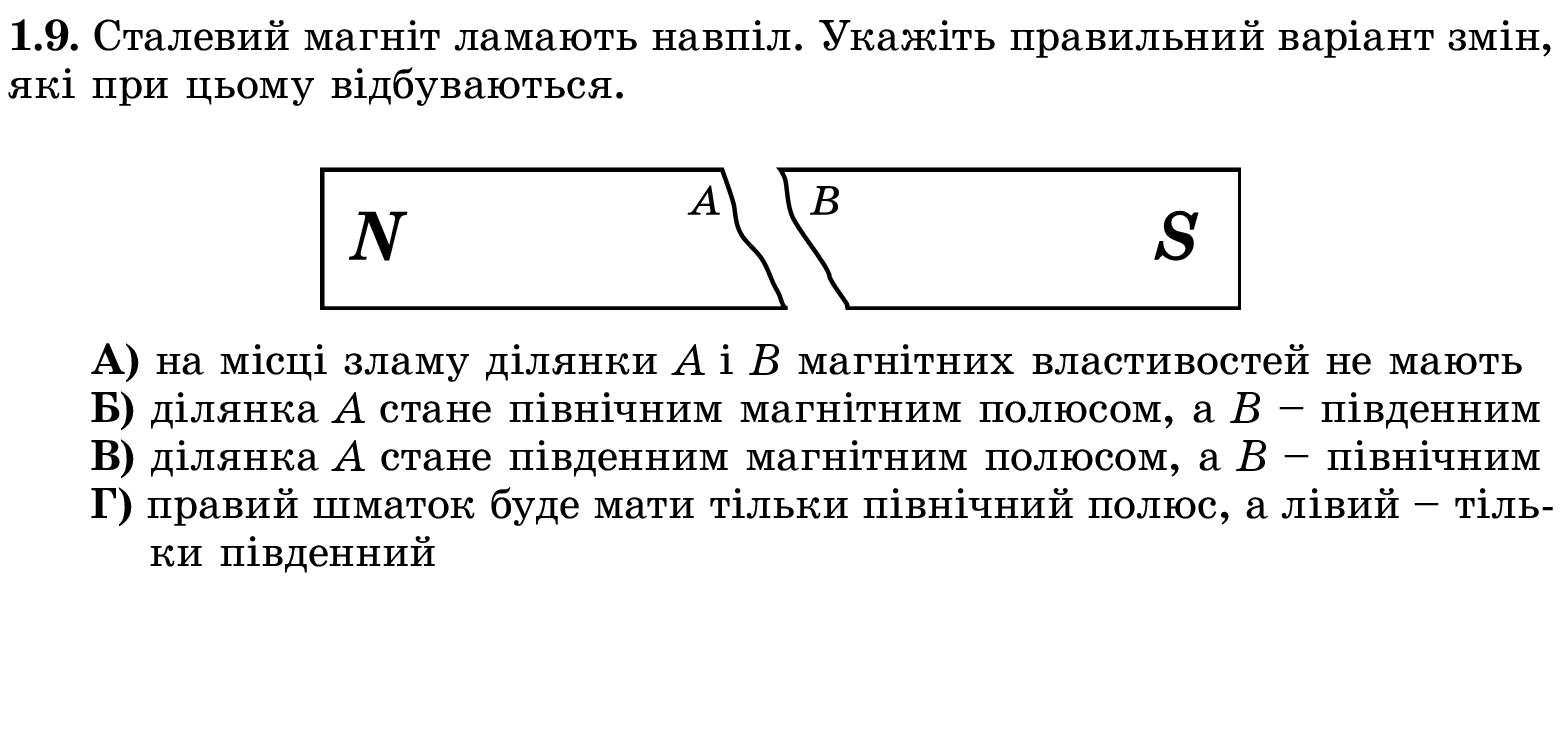 1.9. Сталевий магніт ламають навпіл. Укажіть правильний варіант змін,
які при цьому відбуваються.
N A B S
А) на місці зламу ділянки A і B магнітних властивостей не мають
Б) ділянка A стане північним магнітним полюсом, а B – південним
В) ділянка A стане південним магнітним полюсом, а B – північним
Г) правий шматок буде мати тільки північний полюс, а лівий – тіль-
ки південний